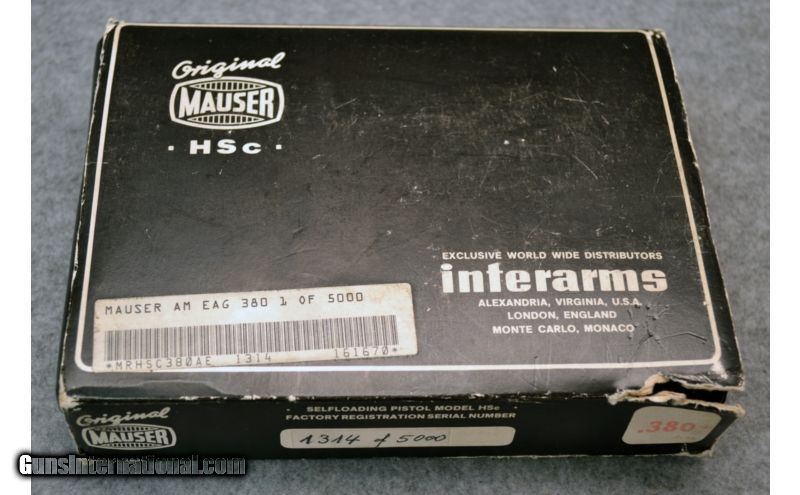 Original
MAUSER
· HSc ·
EXCLUSIVE WORLD WIDE DISTRIBUTORS
interarms
ALEXANDRIA, VIRGINIA, U.S.A.
LONDON, ENGLAND
MONTE CARLO, MONACO
MAUSER AM EAG 380 1 OF 5000
*MRHSC380AE 1314 161670*
Original
MAUSER
· SELFLOADING PISTOL MODEL HSc ·
FACTORY REGISTRATION SERIAL NUMBER
1314 of 5000
.380
GunsInternational.com